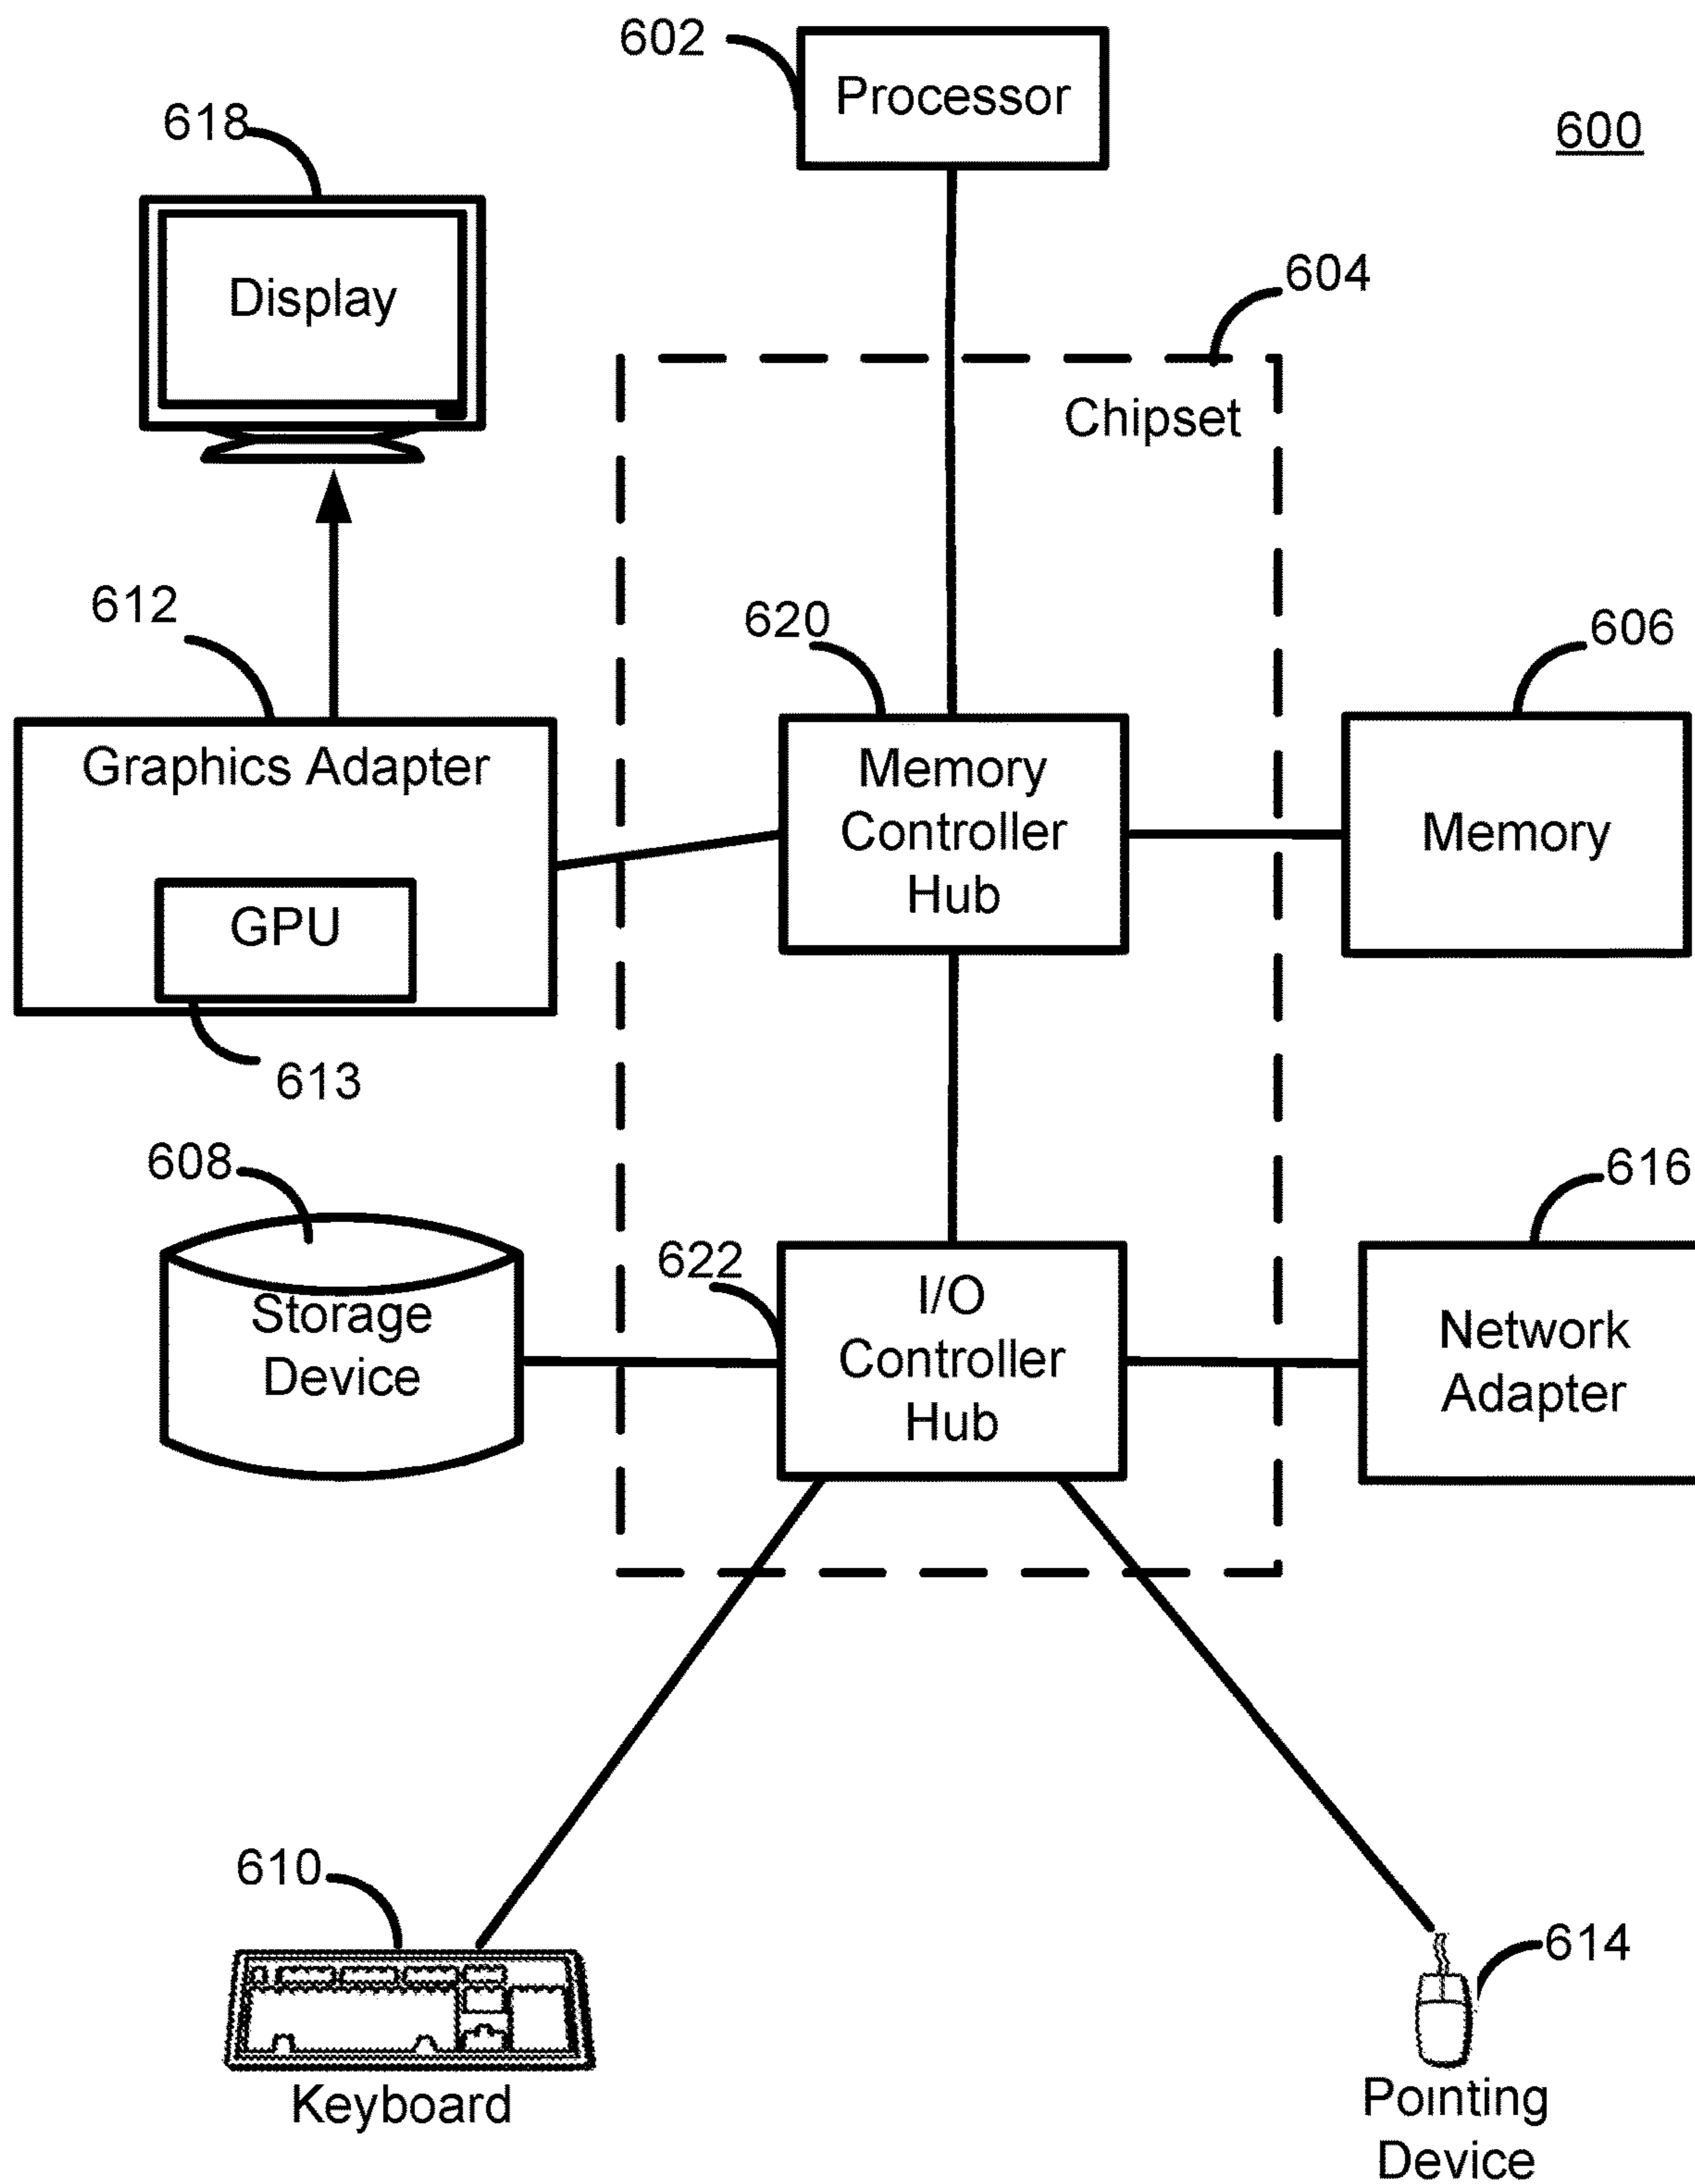 602
Processor
600
618
Display
604
Chipset
612
620
606
Graphics Adapter
Memory
Controller
Hub
Memory
GPU
613
608
616
622
Storage
Device
I/O
Controller
Hub
Network
Adapter
610
614
Keyboard
Pointing
Device